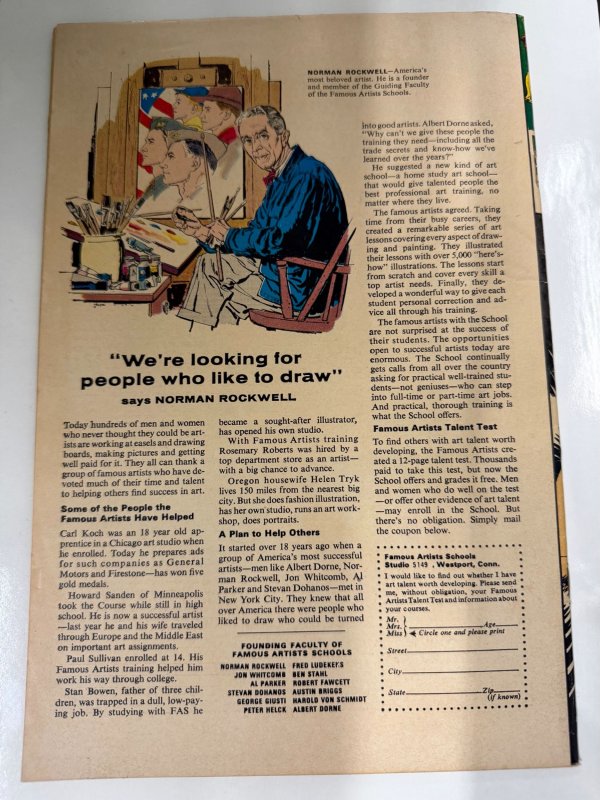 NORMAN ROCKWELL—America's
most beloved artist. He is a founder
and member of the Guiding Faculty
of the Famous Artists Schools.
"We're looking for
people who like to draw"
says NORMAN ROCKWELL
Today hundreds of men and women
who never thought they could be art-
ists are working at easels and drawing
boards, making pictures and getting
well paid for it. They all can thank a
group of famous artists who have de-
voted much of their time and talent
to helping others find success in art.
Some of the People the
Famous Artists Have Helped
Carl Koch was an 18 year old ap-
prentice in a Chicago art studio when
he enrolled. Today he prepares ads
for such companies as General
Motors and Firestone—has won five
gold medals.
Howard Sanden of Minneapolis
took the Course while still in high
school. He is now a successful artist
—last year he and his wife traveled
through Europe and the Middle East
on important art assignments.
Paul Sullivan enrolled at 14. His
Famous Artists training helped him
work his way through college.
Stan Bowen, father of three chil-
dren, was trapped in a dull, low-pay-
ing job. By studying with FAS he
became a sought-after illustrator,
has opened his own studio.
With Famous Artists training
Rosemary Roberts was hired by a
top department store as an artist—
with a big chance to advance.
Oregon housewife Helen Tryk
lives 150 miles from the nearest big
city. But she does fashion illustration,
has her own studio, runs an art work-
shop, does portraits.
A Plan to Help Others
It started over 18 years ago when a
group of America's most successful
artists—men like Albert Dorne, Nor-
man Rockwell, Jon Whitcomb, Al
Parker and Stevan Dohanos—met in
New York City. They knew that all
over America there were people who
liked to draw who could be turned
FOUNDING FACULTY OF
FAMOUS ARTISTS SCHOOLS
NORMAN ROCKWELL FRED LUDEKENS
JON WHITCOMB BEN STAHL
AL PARKER ROBERT FAWCETT
STEVAN DOHANOS AUSTIN BRIGGS
GEORGE GIUSTI HAROLD VON SCHMIDT
PETER HELCK ALBERT DORNE
into good artists. Albert Dorne asked,
"Why can't we give these people the
training they need—including all the
trade secrets and know-how we've
learned over the years?"
He suggested a new kind of art
school—a home study art school—
that would give talented people the
best professional art training, no
matter where they live.
The famous artists agreed. Taking
time from their busy careers, they
created a remarkable series of art
lessons covering every aspect of draw-
ing and painting. They illustrated
their lessons with over 5,000 "here's-
how" illustrations. The lessons start
from scratch and cover every skill a
top artist needs. Finally, they de-
veloped a wonderful way to give each
student personal correction and ad-
vice all through his training.
The famous artists with the School
are not surprised at the success of
their students. The opportunities
open to successful artists today are
enormous. The School continually
gets calls from all over the country
asking for practical well-trained stu-
dents—not geniuses—who can step
into full-time or part-time art jobs.
And practical, thorough training is
what the School offers.
Famous Artists Talent Test
To find others with art talent worth
developing, the Famous Artists cre-
ated a 12-page talent test. Thousands
paid to take this test, but now the
School offers and grades it free. Men
and women who do well on the test
—or offer other evidence of art talent
—may enroll in the School. But
there's no obligation. Simply mail
the coupon below.
Famous Artists Schools
Studio 5149 , Westport, Conn.
I would like to find out whether I have
art talent worth developing. Please send
me, without obligation, your Famous
Artists Talent Test and information about
your courses.
Mr.
Mrs. Age
Miss Circle one and please print
Street
City
State Zip
(if known)